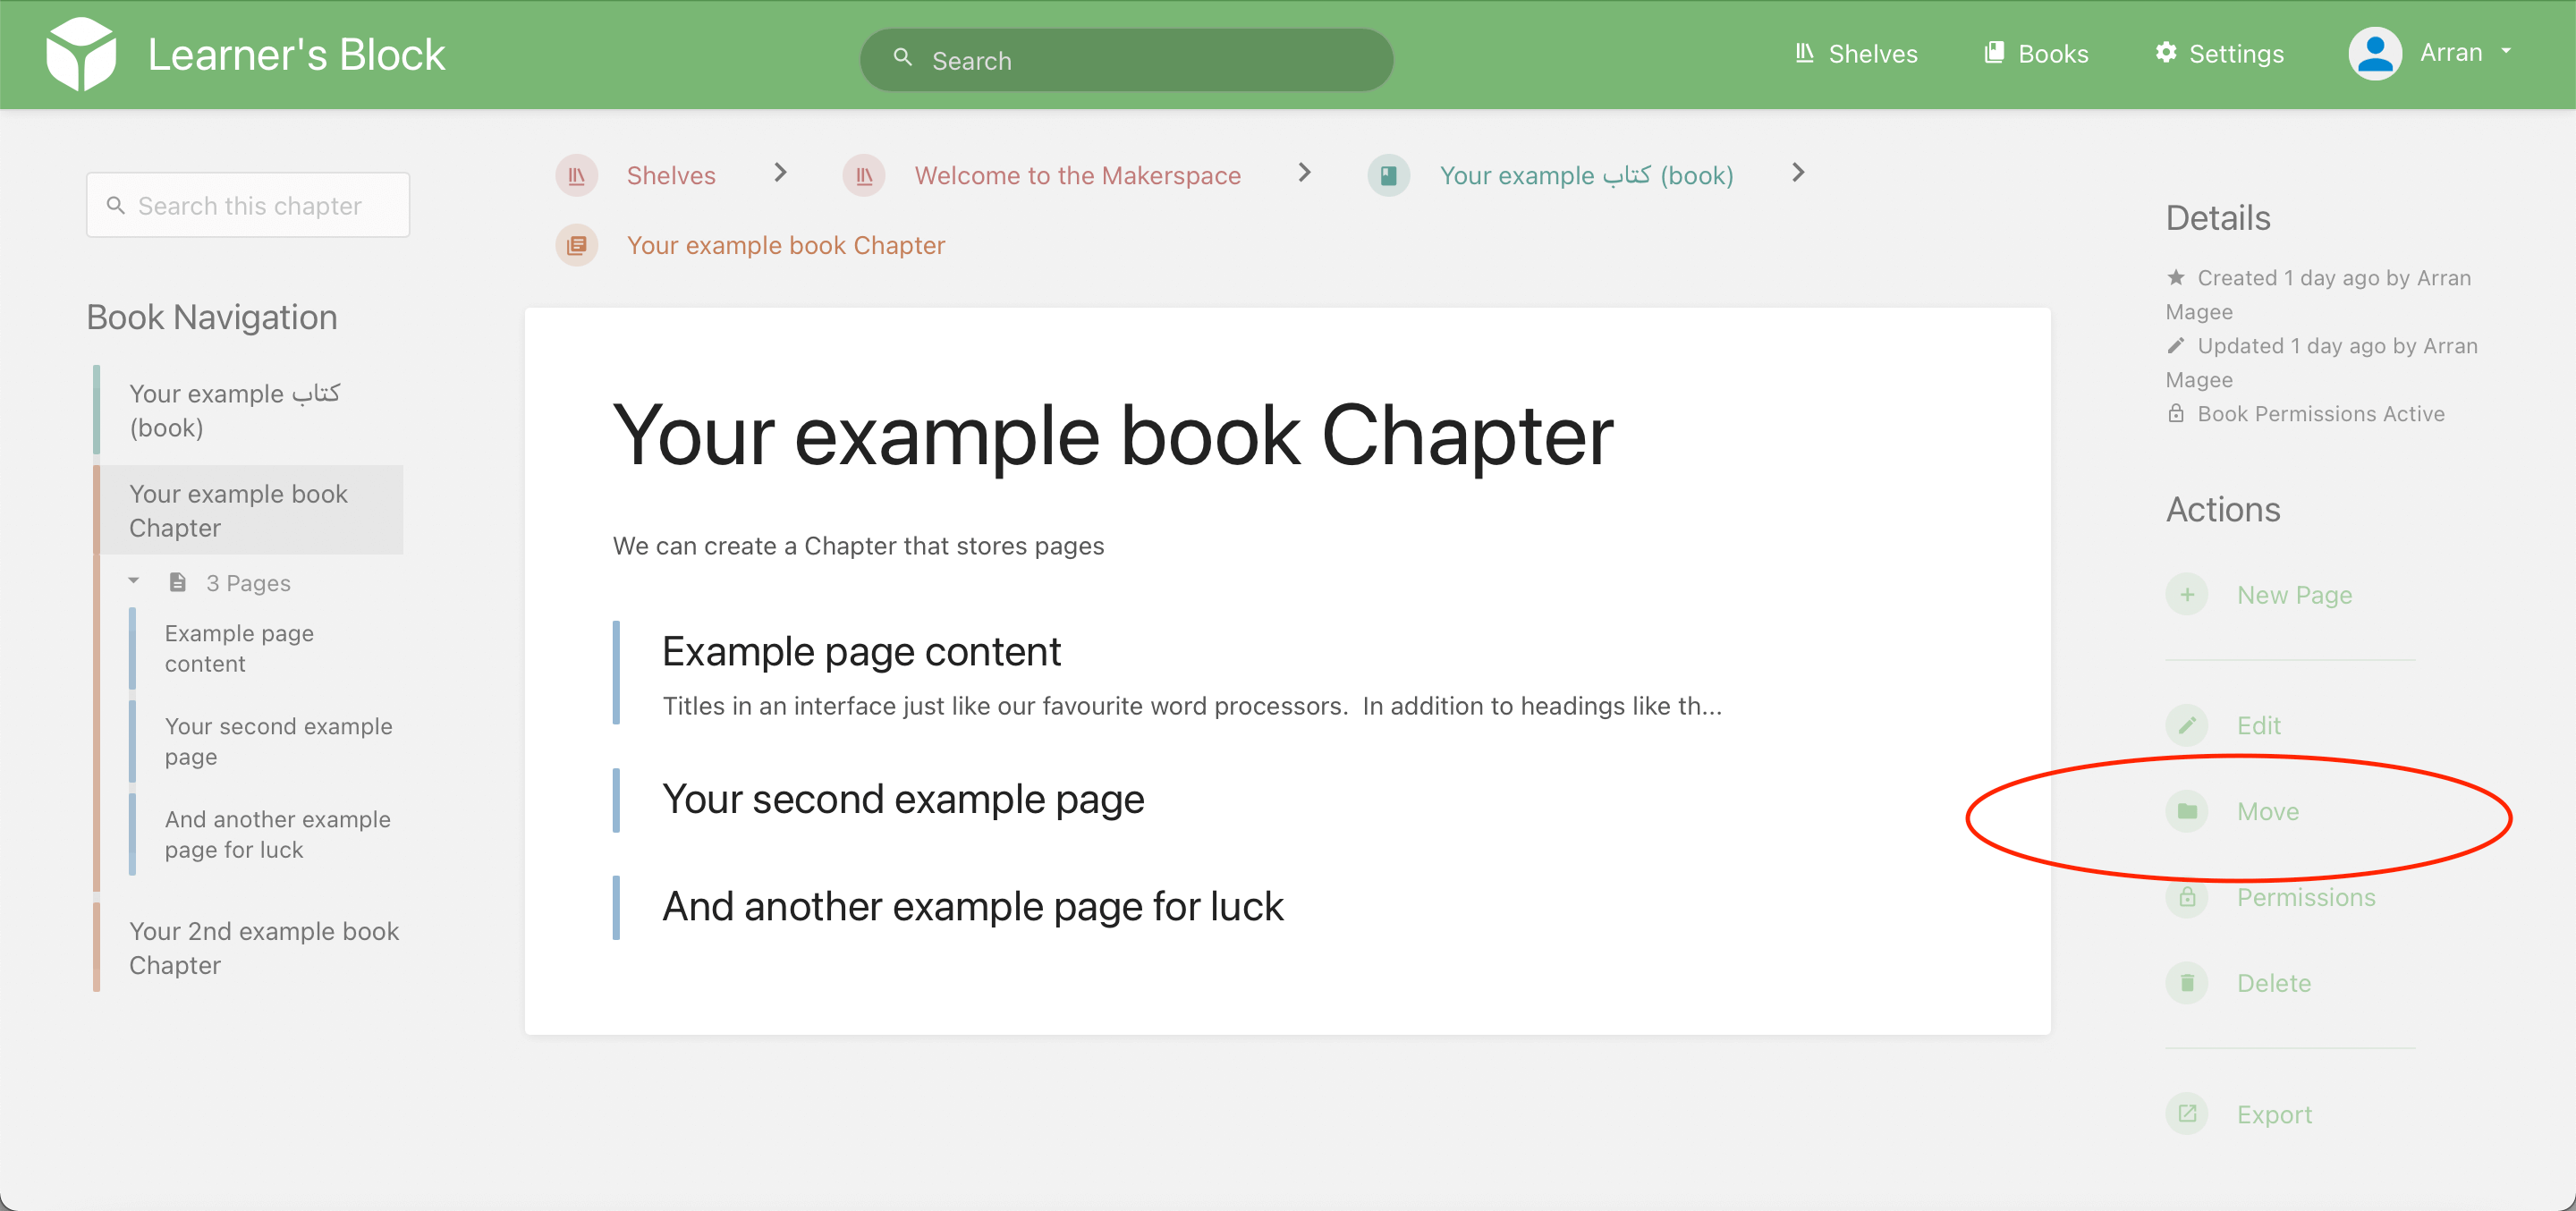 Learner's Block
Search
Shelves
Books
Settings
Arran
Search this chapter
Book Navigation
Your example كتاب
(book)
Your example book
Chapter
3 Pages
Example page
content
Your second example
page
And another example
page for luck
Your 2nd example book
Chapter
Shelves
Welcome to the Makerspace
Your example كتاب (book)
Your example book Chapter
Your example book Chapter
We can create a Chapter that stores pages
Example page content
Titles in an interface just like our favourite word processors.  In addition to headings like th...
Your second example page
And another example page for luck
Details
Created 1 day ago by Arran
Magee
Updated 1 day ago by Arran
Magee
Book Permissions Active
Actions
New Page
Edit
Move
Permissions
Delete
Export